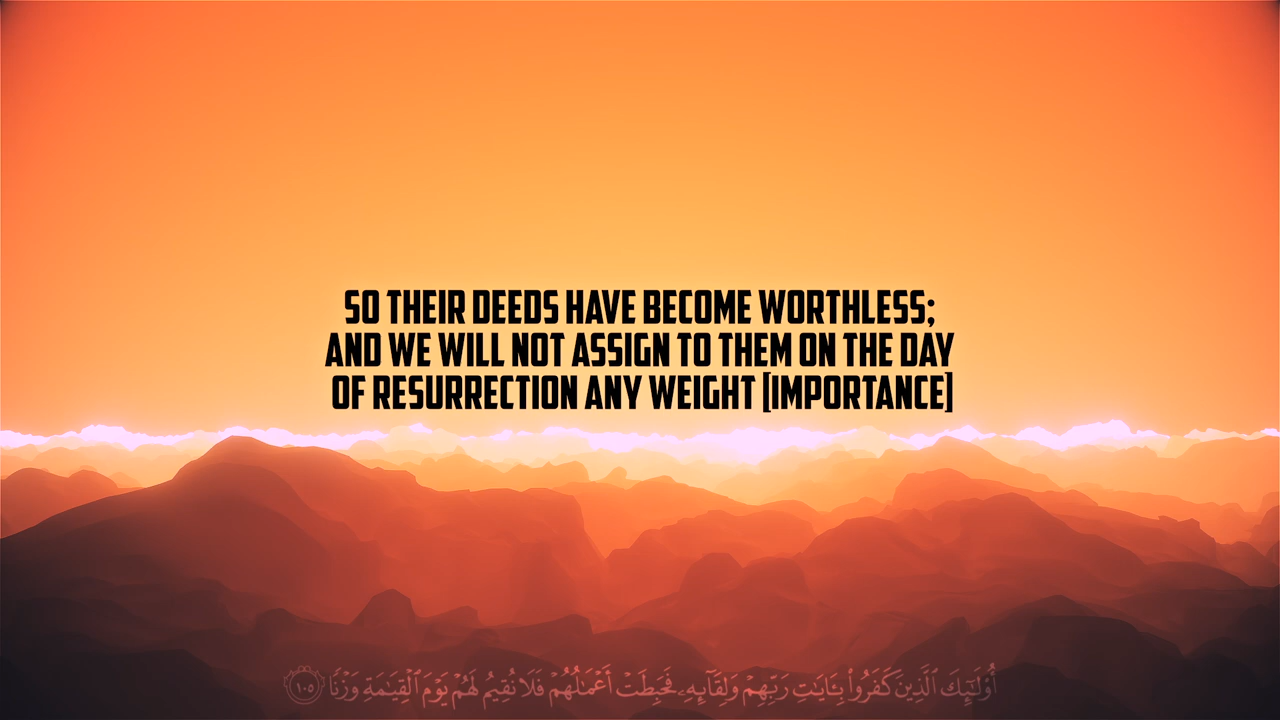 SO THEIR DEEDS HAVE BECOME WORTHLESS;
AND WE WILL NOT ASSIGN TO THEM ON THE DAY
OF RESURRECTION ANY WEIGHT [IMPORTANCE]
أُوْلَـٰٓئِكَ ٱلَّذِينَ كَفَرُواْ بِـَٔايَـٰتِ رَبِّهِمْ وَلِقَآئِهِۦ فَحَبِطَتْ أَعْمَـٰلُهُمْ فَلَا نُقِيمُ لَهُمْ يَوْمَ ٱلْقِيَـٰمَةِ وَزْنًا ١٠٥